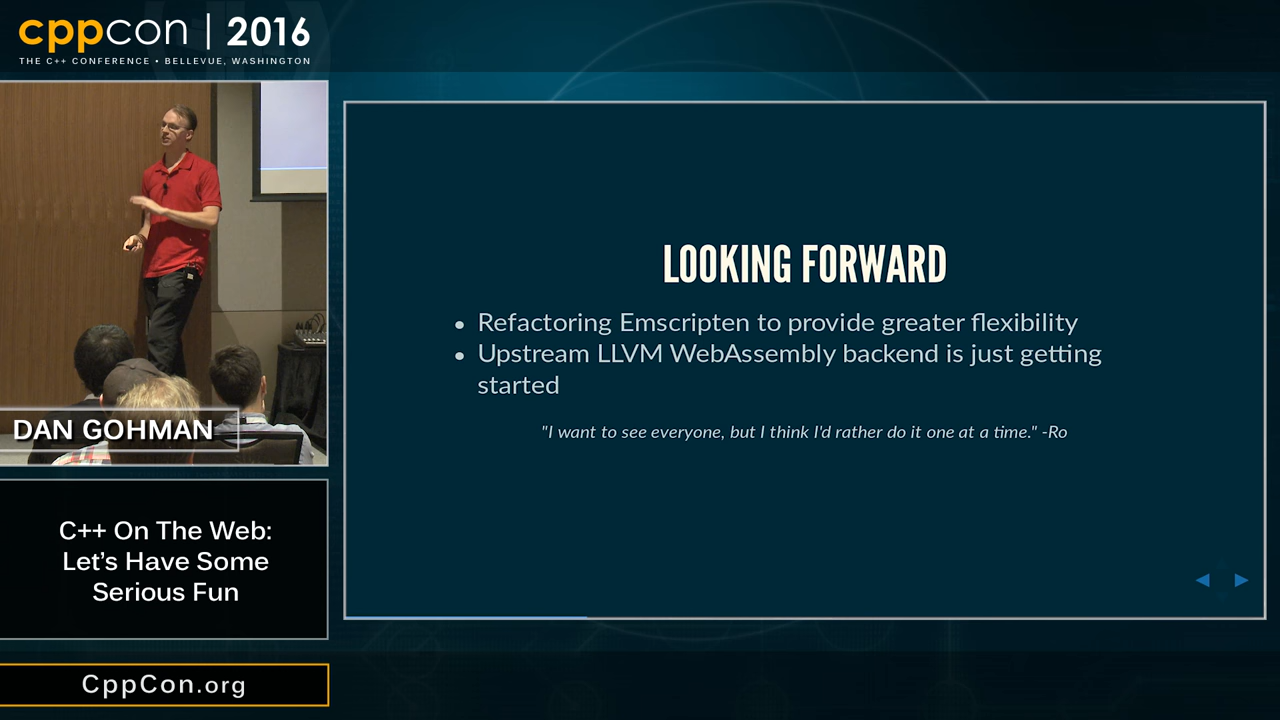 cppcon | 2016
THE C++ CONFERENCE • BELLEVUE, WASHINGTON
DAN GOHMAN
C++ On The Web:
Let's Have Some
Serious Fun
CppCon.org
LOOKING FORWARD
• Refactoring Emscripten to provide greater flexibility
• Upstream LLVM WebAssembly backend is just getting
started
"I want to see everyone, but I think I'd rather do it one at a time." -Ro